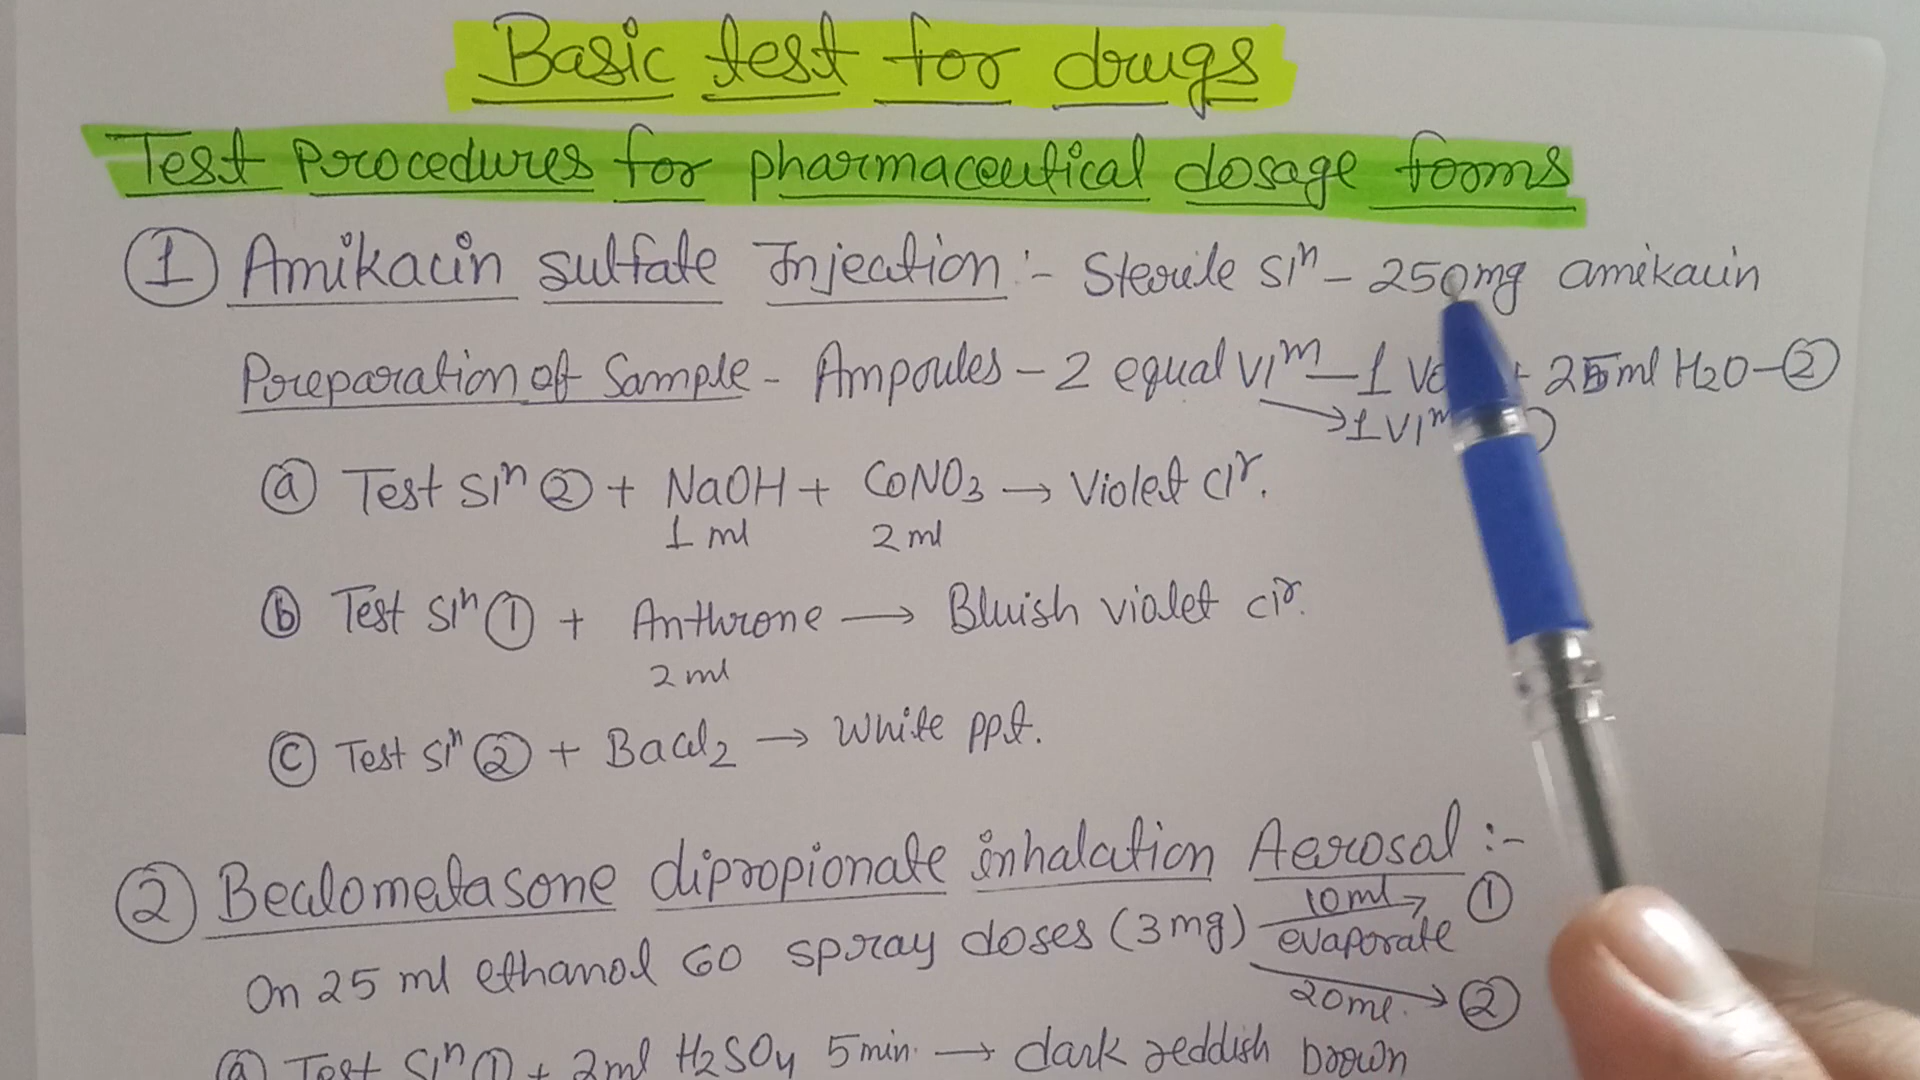 Basic test for drugs
Test Procedures for pharmaceutical dosage forms
① Amikacin sulfate Injection :- Sterile slⁿ - 250mg amikacin
Preparation of Sample - Ampoules - 2 equal vlᵐ - 1 25ml H2O - ②
→ 1 vlᵐ
ⓐ Test slⁿ ② + NaOH + CoNO3 → Violet clʳ.
1 ml 2 ml
ⓑ Test slⁿ ① + Anthrone → Bluish violet clʳ.
2 ml
ⓒ Test slⁿ ② + Bacl2 → White ppt.
② Beclometasone dipropionate inhalation Aerosal :-
On 25 ml ethanol 60 spray doses (3mg) 10ml → ①
evaporate
20ml. → ②
ⓐ Test slⁿ ① + 2ml H2SO4 5min. → dark reddish brown